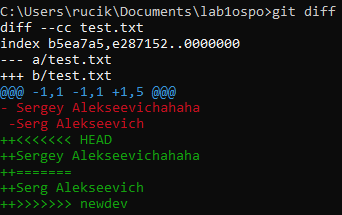 C:\Users\rucik\Documents\lab1ospo>git diff
diff --cc test.txt
index b5ea7a5,e287152..0000000
--- a/test.txt
+++ b/test.txt
@@@ -1,1 -1,1 +1,5 @@@
- Sergey Alekseevichahaha
 -Serg Alekseevich
++<<<<<<< HEAD
++Sergey Alekseevichahaha
++=======
++Serg Alekseevich
++>>>>>>> newdev